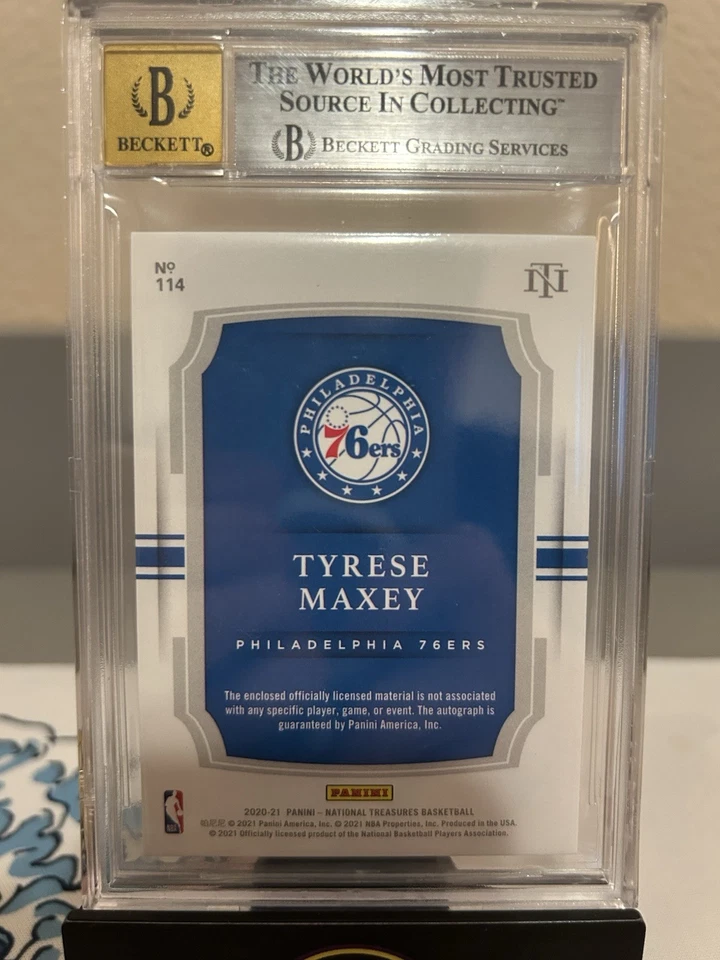 THE WORLD'S MOST TRUSTED
SOURCE IN COLLECTING™
B
BECKETT®
B BECKETT GRADING SERVICES
Nº
114
NT
PHILADELPHIA
76ers
TYRESE
MAXEY
PHILADELPHIA 76ERS
The enclosed officially licensed material is not associated
with any specific player, game, or event. The autograph is
guaranteed by Panini America, Inc.
PANINI
2020-21 PANINI – NATIONAL TREASURES BASKETBALL
© 2021 Panini America, Inc. © 2021 NBA Properties, Inc. Produced in the USA.
© 2021 Officially licensed product of the National Basketball Players Association.
NBA